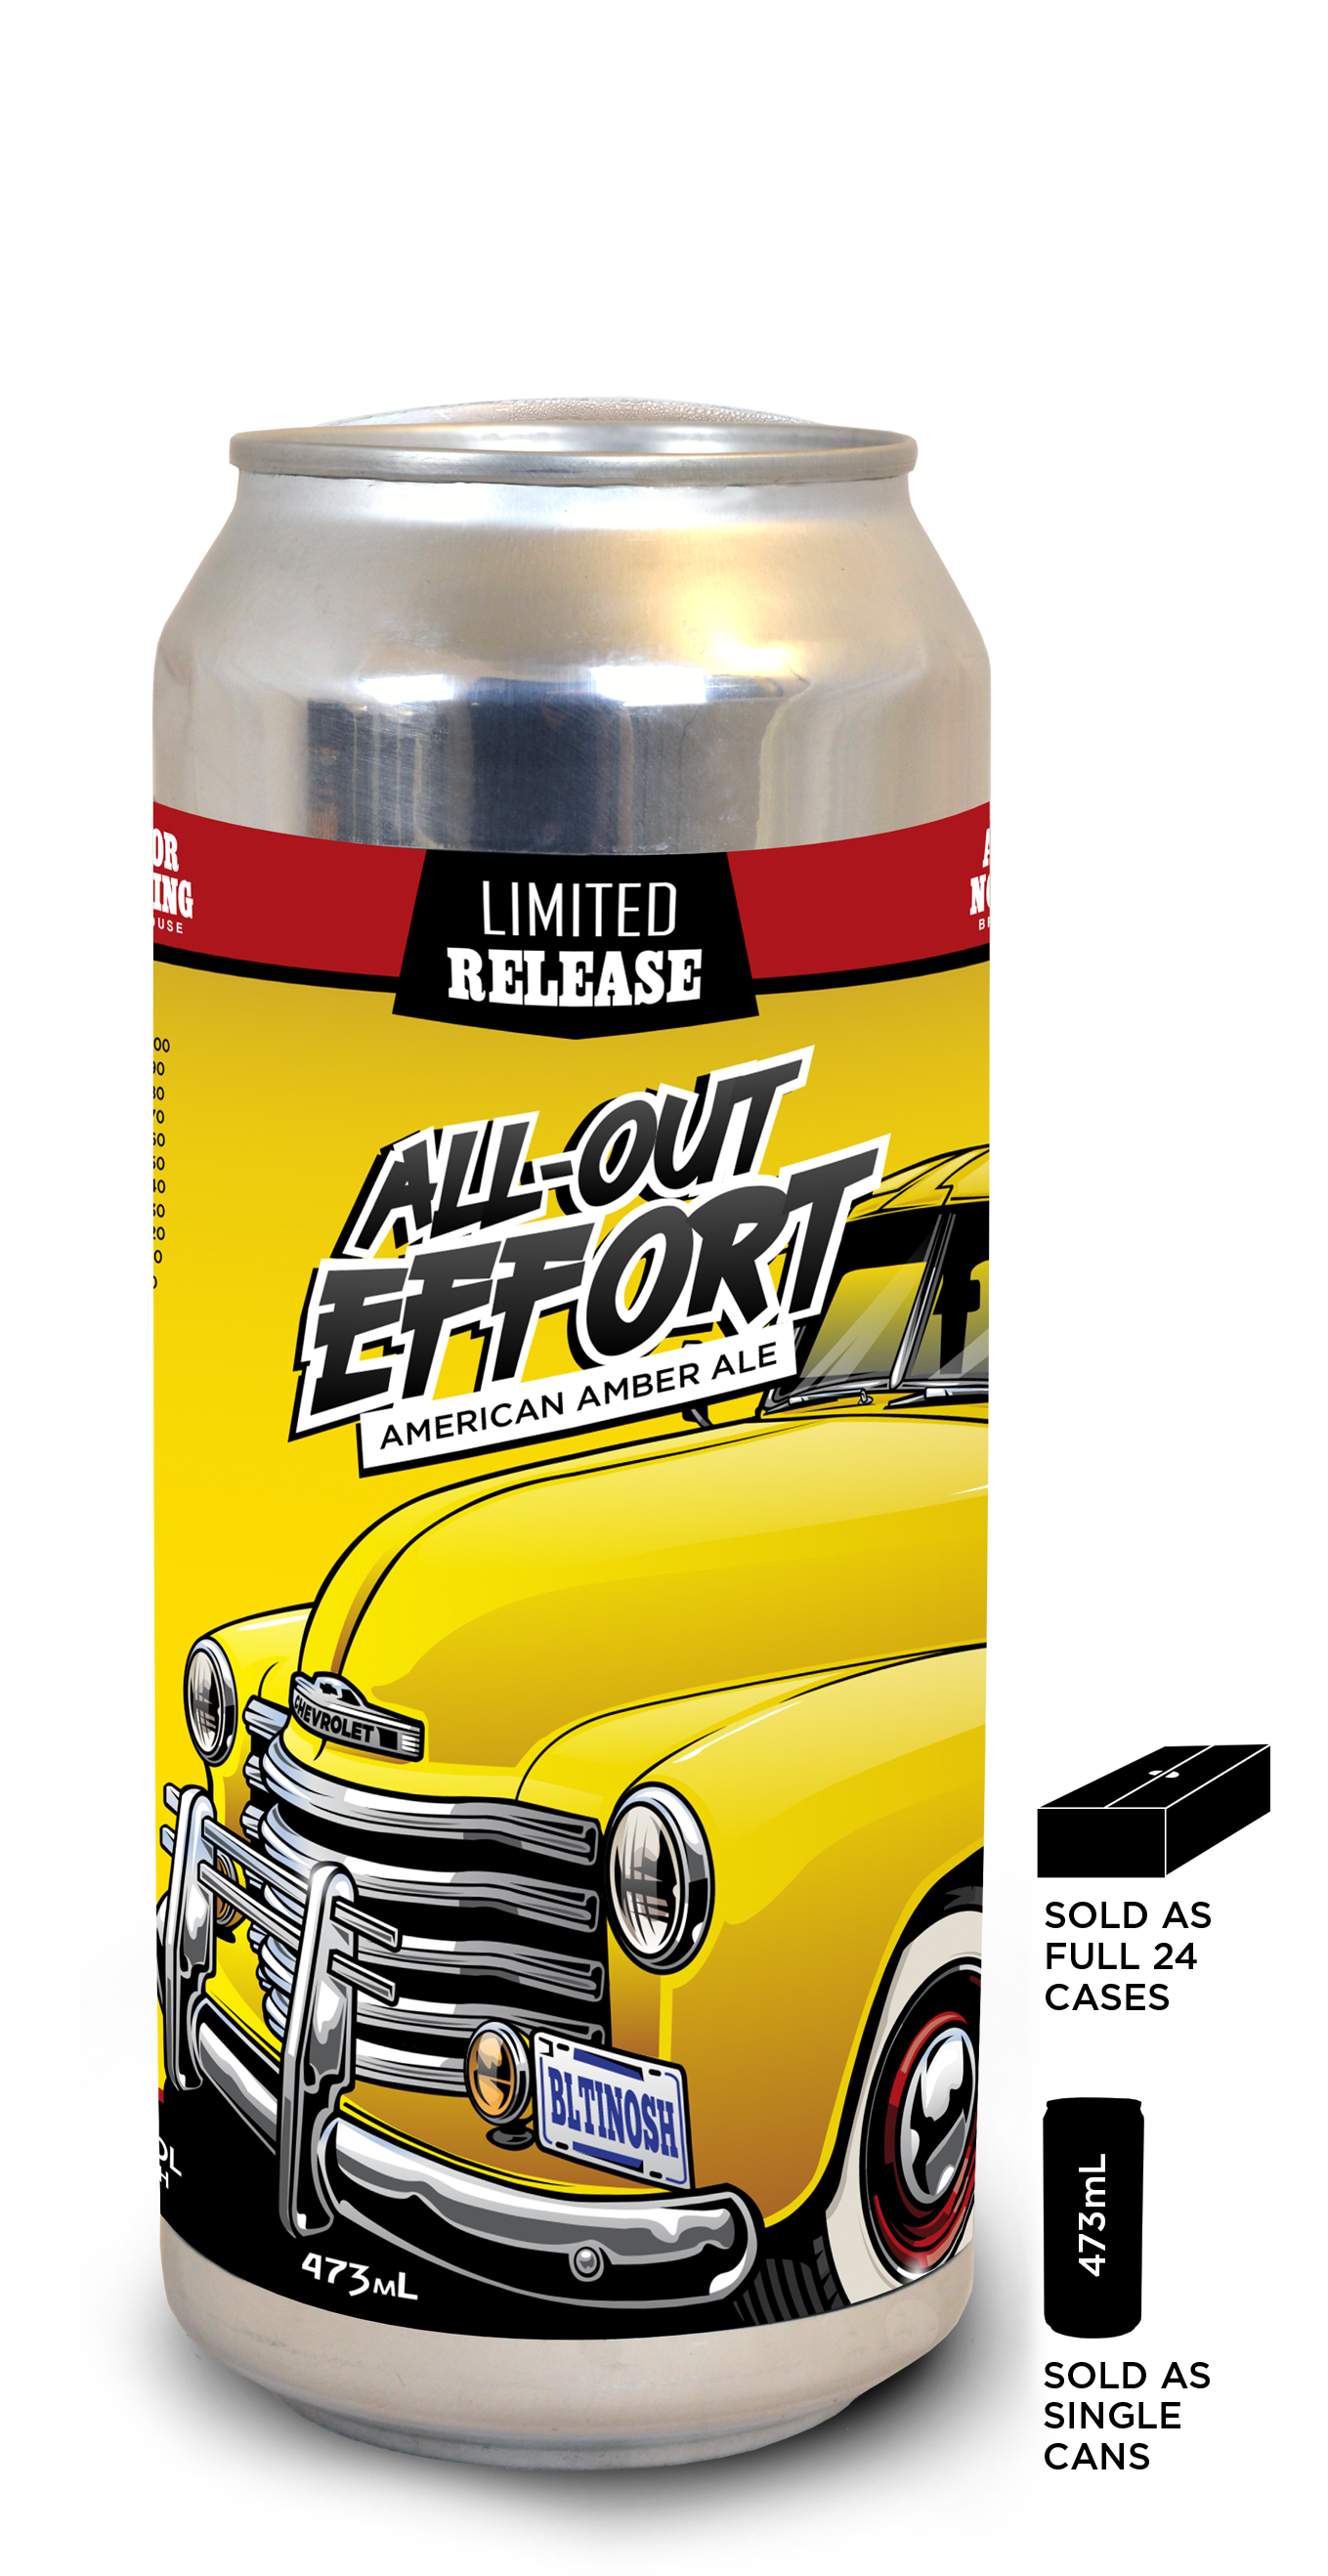 LIMITED
RELEASE
ALL-OUT
EFFORT
AMERICAN AMBER ALE
CHEVROLET
BLTINOSH
473mL
SOLD AS
FULL 24
CASES
473mL
SOLD AS
SINGLE
CANS